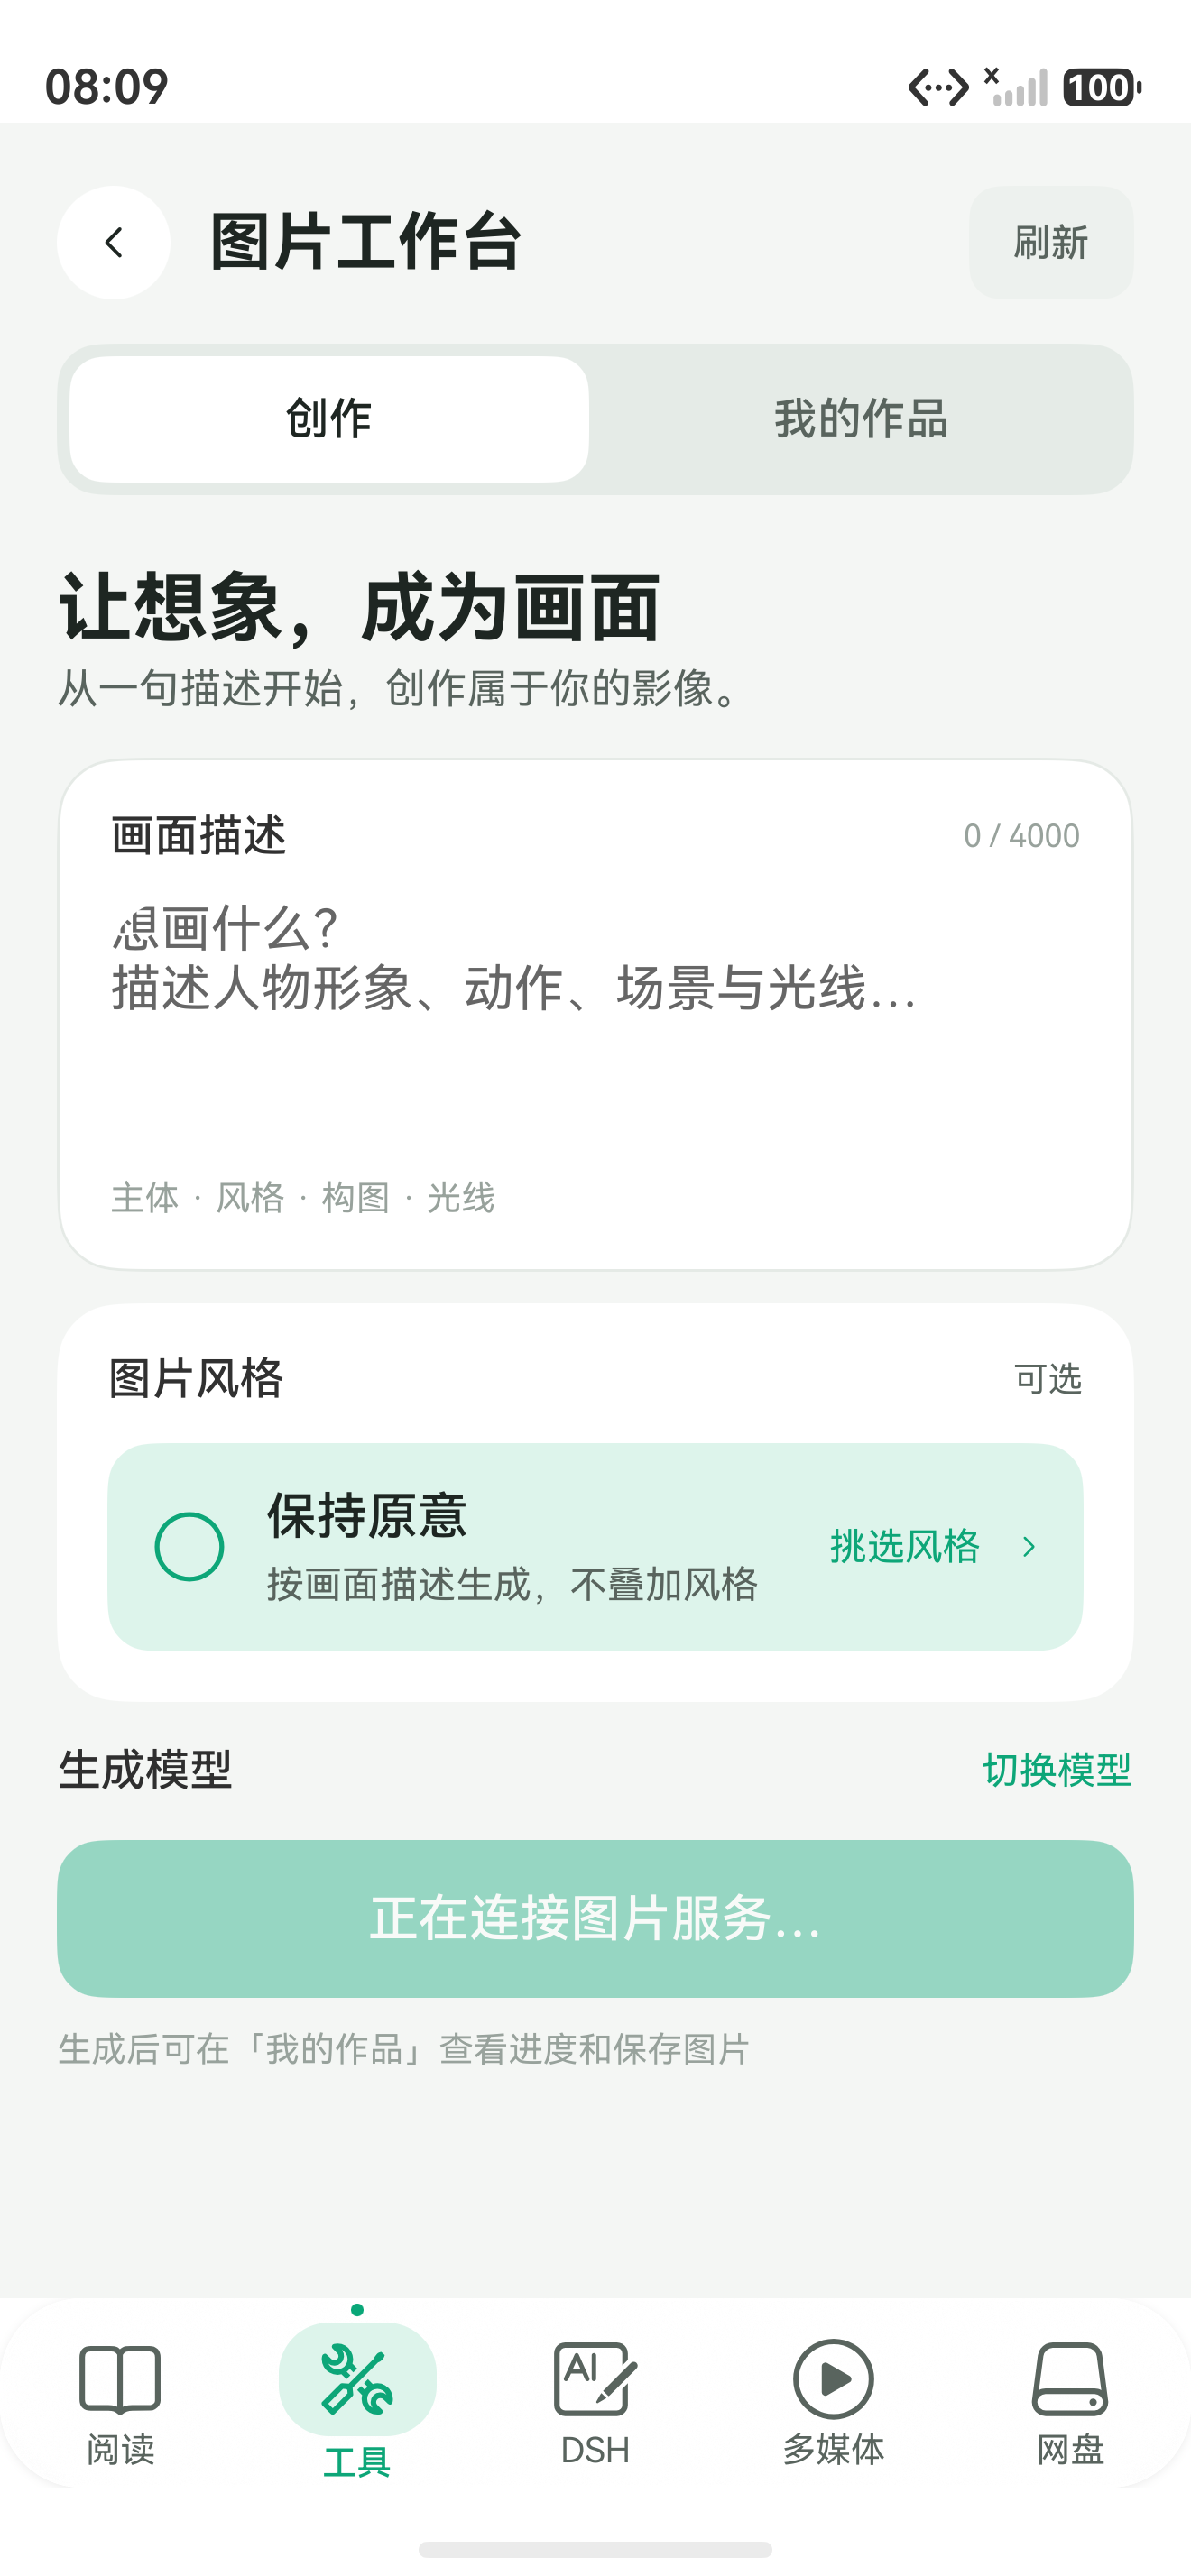 08:09
100
图片工作台
刷新
创作
我的作品
让想象，成为画面
从一句描述开始，创作属于你的影像。
画面描述
0 / 4000
想画什么？
描述人物形象、动作、场景与光线…
主体 · 风格 · 构图 · 光线
图片风格
可选
保持原意
按画面描述生成，不叠加风格
挑选风格
生成模型
切换模型
正在连接图片服务…
生成后可在「我的作品」查看进度和保存图片
AI
阅读
工具
DSH
多媒体
网盘